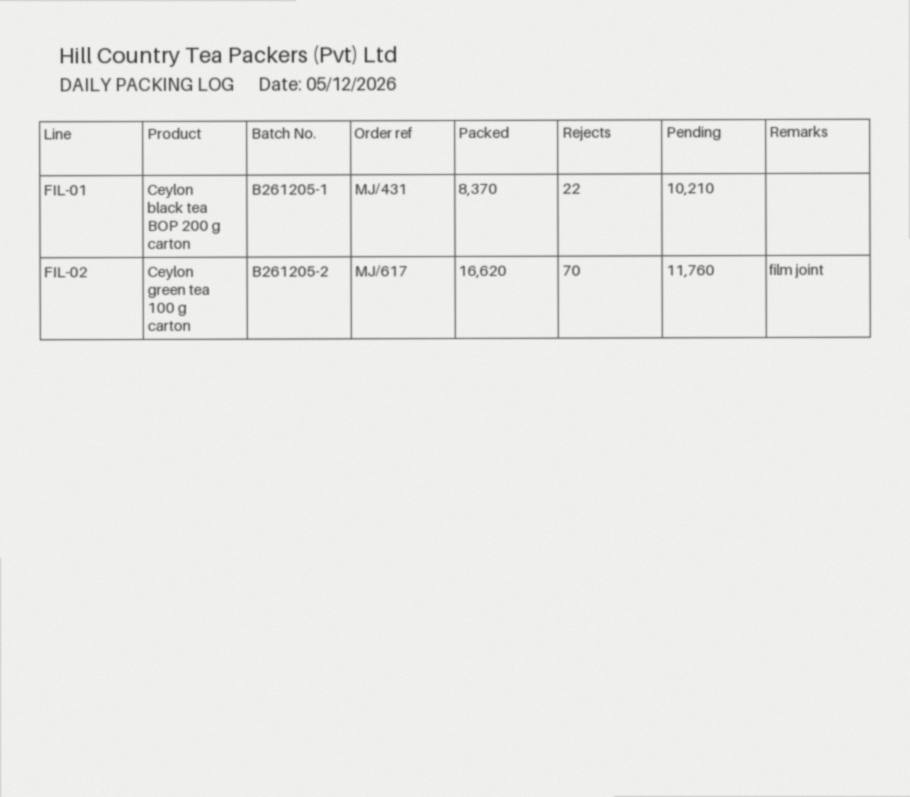 Hill Country Tea Packers (Pvt) Ltd
DAILY PACKING LOG Date: 05/12/2026
Line Product Batch No. Order ref Packed Rejects Pending Remarks
FIL-01 Ceylon B261205-1 MJ/431 8,370 22 10,210
black tea
BOP 200 g
carton
FIL-02 Ceylon B261205-2 MJ/617 16,620 70 11,760 film joint
green tea
100 g
carton